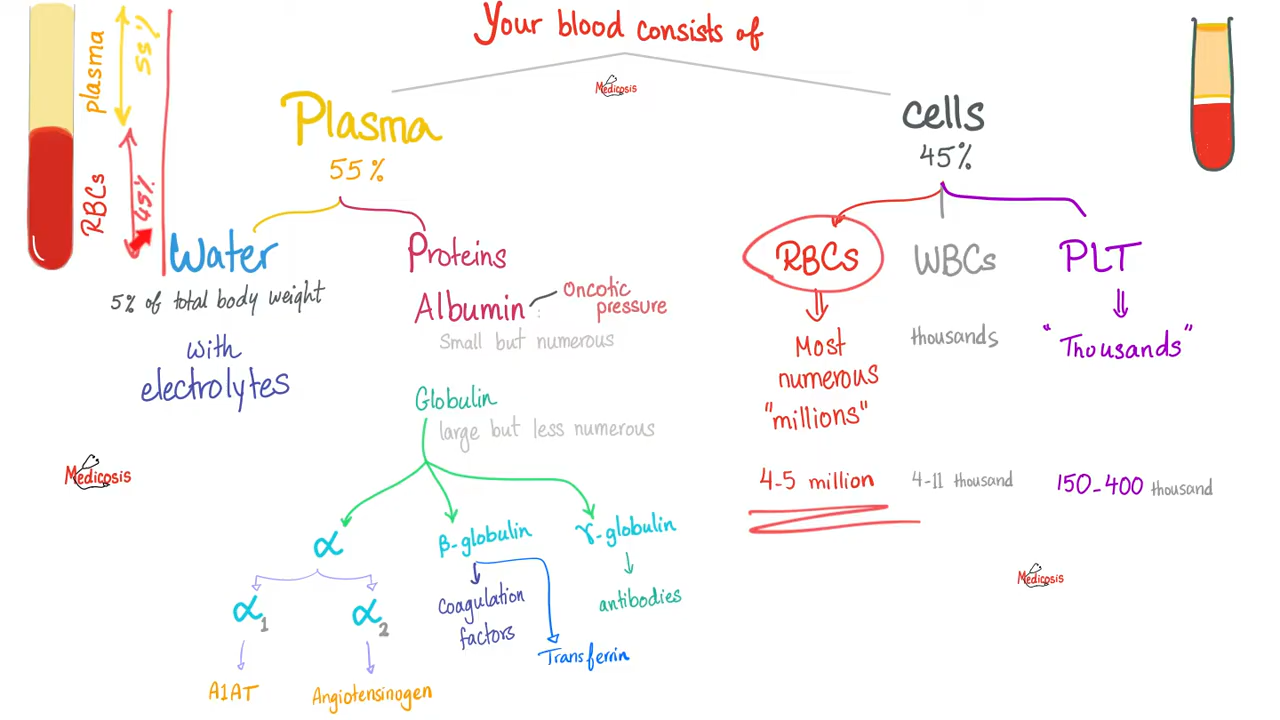 Your blood consists of
Medicosis
plasma
55%
RBCs
45%
Plasma
55%
Water
5% of total body weight
with
electrolytes
Proteins
Albumin
Oncotic
pressure
Small but numerous
Globulin
large but less numerous
α
α1
A1AT
α2
Angiotensinogen
β-globulin
Coagulation
factors
Transferrin
γ-globulin
antibodies
Medicosis
cells
45%
RBCs
Most
numerous
"millions"
4-5 million
WBCs
thousands
4-11 thousand
PLT
"Thousands"
150-400 thousand
Medicosis